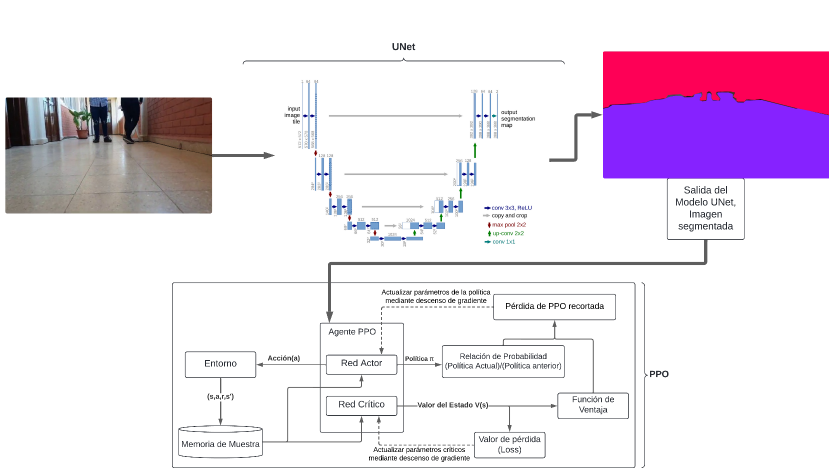 UNet
input
image
tile
output
segmentation
map
conv 3x3, ReLU
copy and crop
max pool 2x2
up-conv 2x2
conv 1x1
Salida del
Modelo UNet,
Imagen
segmentada
Actualizar parámetros de la política
mediante descenso de gradiente
Pérdida de PPO recortada
Agente PPO
Entorno
Acción(a)
Red Actor
Política π
Relación de Probabilidad
(Politica Actual)/(Política anterior)
PPO
(s,a,r,s')
Red Crítico
Valor del Estado V(s)
Función de
Ventaja
Memoria de Muestra
Actualizar parámetros críticos
mediante descenso de gradiente
Valor de pérdida
(Loss)